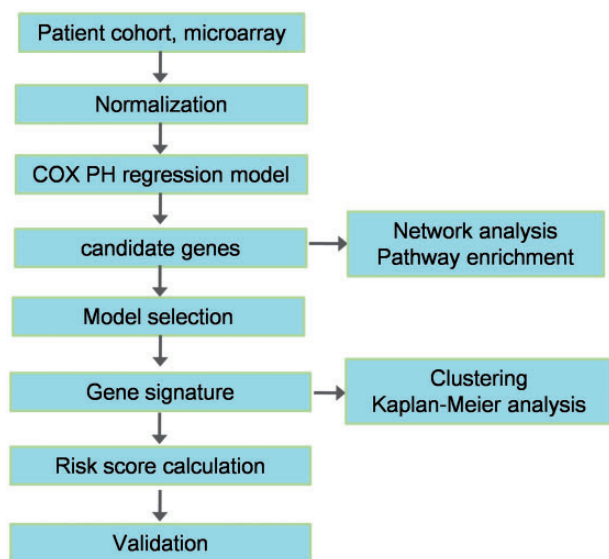 Patient cohort, microarray
Normalization
COX PH regression model
candidate genes
Network analysis
Pathway enrichment
Model selection
Gene signature
Clustering
Kaplan-Meier analysis
Risk score calculation
Validation